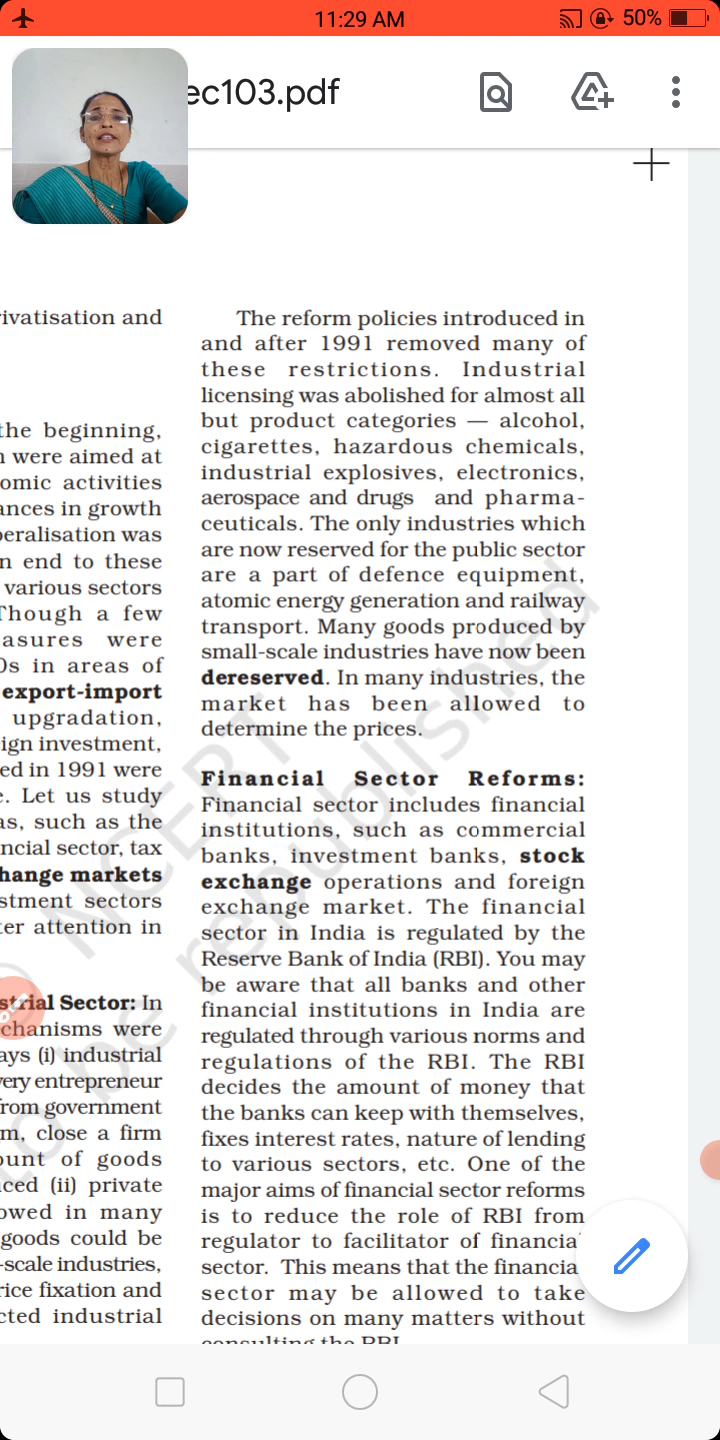 11:29 AM
50%
ec103.pdf
rivatisation and
the beginning,
were aimed at
omic activities
ances in growth
eralisation was
n end to these
various sectors
Though a few
asures were
0s in areas of
export-import
upgradation,
eign investment,
ed in 1991 were
e. Let us study
as, such as the
ncial sector, tax
hange markets
stment sectors
ter attention in
strial Sector: In
chanisms were
ays (i) industrial
very entrepreneur
from government
m, close a firm
ount of goods
ced (ii) private
owed in many
goods could be
-scale industries,
rice fixation and
cted industrial
The reform policies introduced in
and after 1991 removed many of
these restrictions. Industrial
licensing was abolished for almost all
but product categories — alcohol,
cigarettes, hazardous chemicals,
industrial explosives, electronics,
aerospace and drugs and pharma-
ceuticals. The only industries which
are now reserved for the public sector
are a part of defence equipment,
atomic energy generation and railway
transport. Many goods produced by
small-scale industries have now been
dereserved. In many industries, the
market has been allowed to
determine the prices.
Financial Sector Reforms:
Financial sector includes financial
institutions, such as commercial
banks, investment banks, stock
exchange operations and foreign
exchange market. The financial
sector in India is regulated by the
Reserve Bank of India (RBI). You may
be aware that all banks and other
financial institutions in India are
regulated through various norms and
regulations of the RBI. The RBI
decides the amount of money that
the banks can keep with themselves,
fixes interest rates, nature of lending
to various sectors, etc. One of the
major aims of financial sector reforms
is to reduce the role of RBI from
regulator to facilitator of financial
sector. This means that the financial
sector may be allowed to take
decisions on many matters without
consulting the RBI.
© NCERT
to be republished